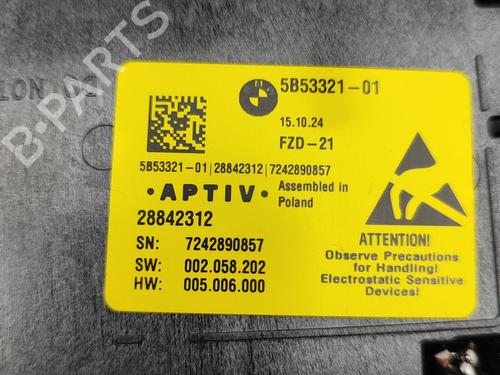 B-PARTS
BMW
5B53321-01
15.10.24
FZD-21
5B53321-01|28842312|7242890857
• APTIV •
Assembled in
Poland
28842312
SN: 7242890857
SW: 002.058.202
HW: 005.006.000
ATTENTION!
Observe Precautions
for Handling!
Electrostatic Sensitive
Devices!